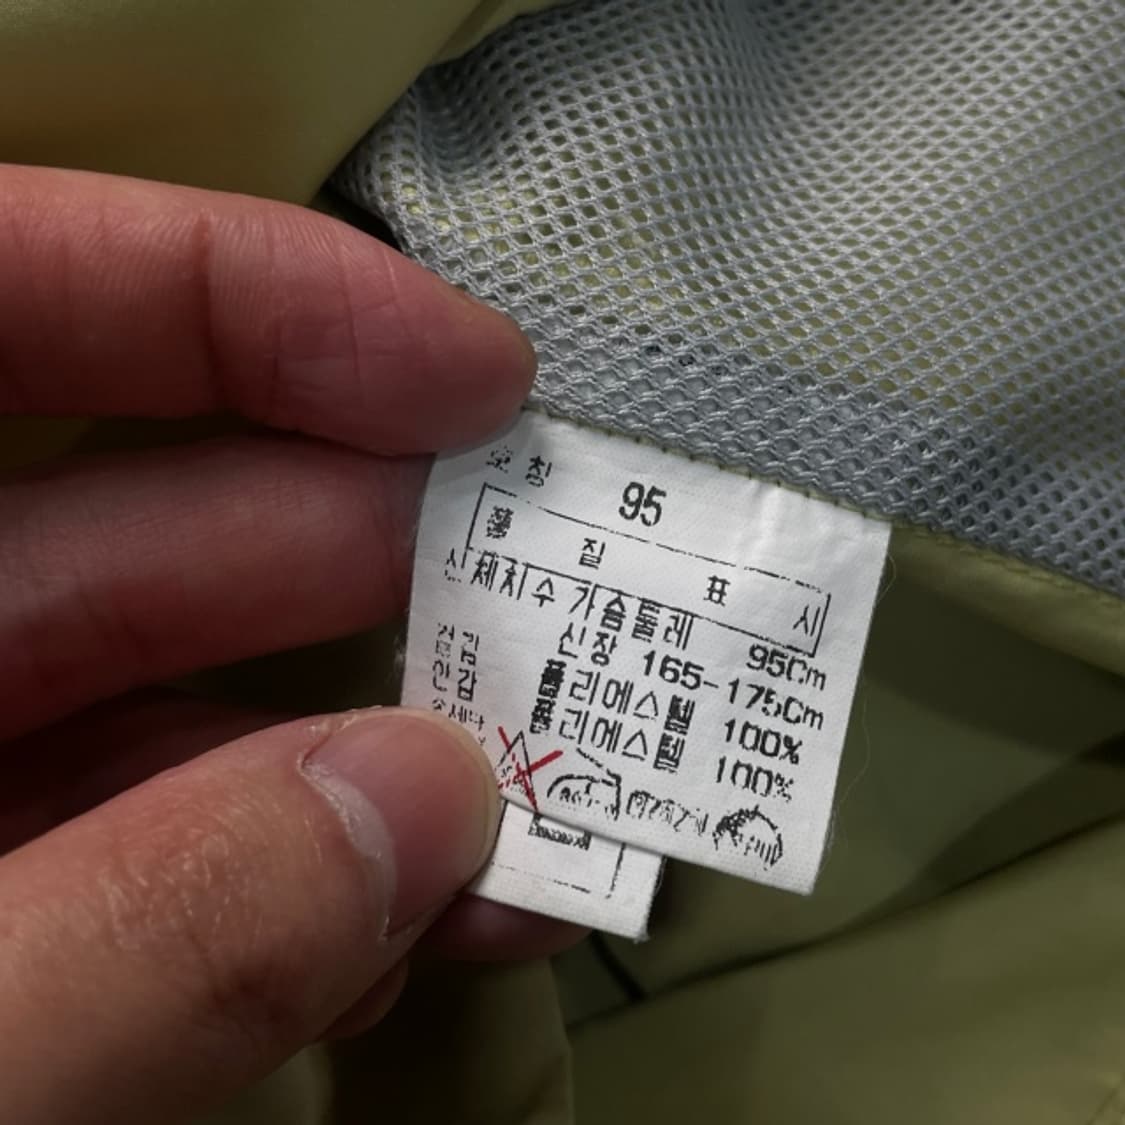 호칭 95
품 질 표 시
신체치수 가슴둘레 95Cm
신장 165-175Cm
겉감 폴리에스텔 100%
안감 폴리에스텔 100%